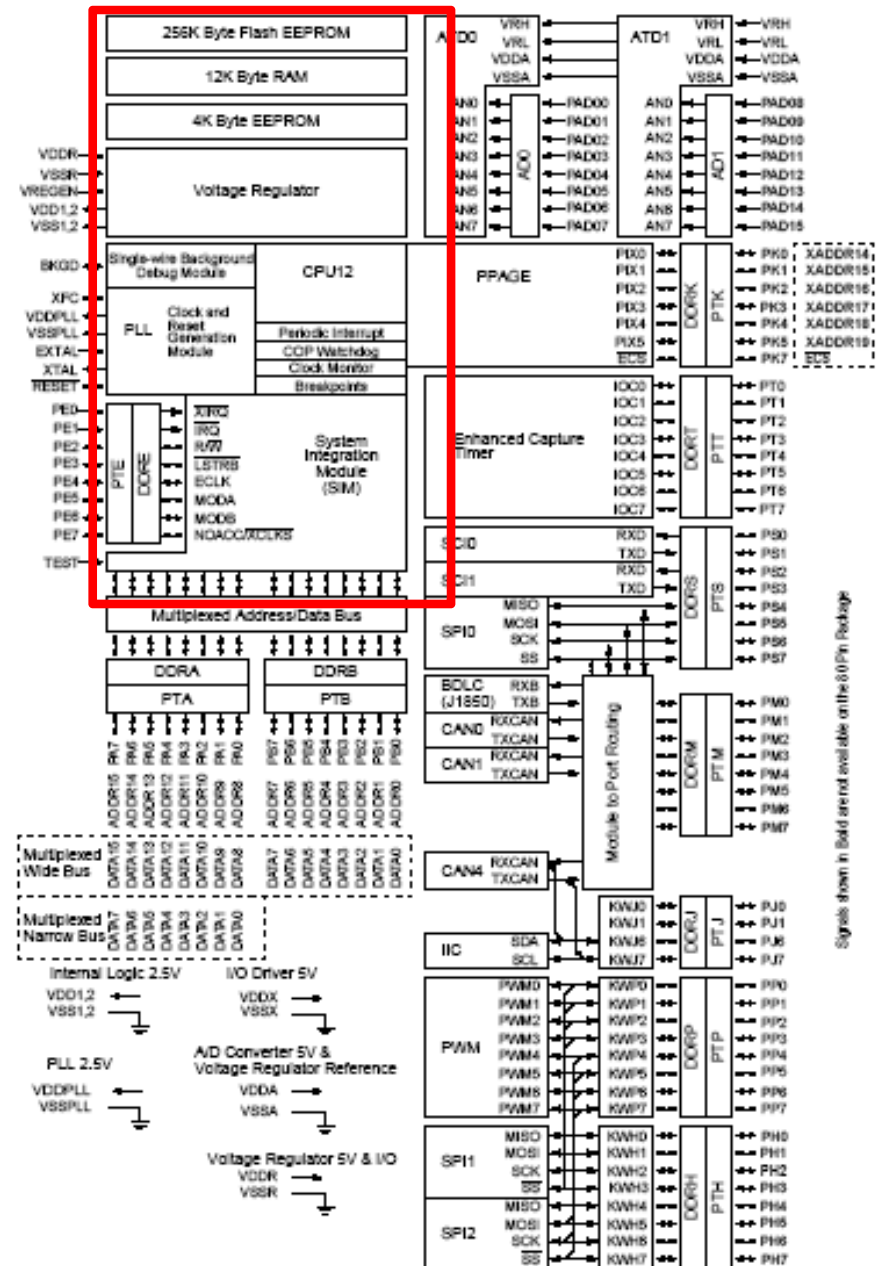 256K Byte Flash EEPROM
12K Byte RAM
4K Byte EEPROM
VDDR
VSSR
VREGEN
VDD1,2
VSS1,2
Voltage Regulator
BKGD
Single-wire Background
Debug Module
CPU12
XFC
VDDPLL
VSSPLL
EXTAL
XTAL
RESET
PLL
Clock and
Reset
Generation
Module
Periodic Interrupt
COP Watchdog
Clock Monitor
Breakpoints
PE0
PE1
PE2
PE3
PE4
PE5
PE6
PE7
TEST
PTE
DDRE
XIRQ
IRQ
R/W
LSTRB
ECLK
MODA
MODB
NOACC/XCLKS
System
Integration
Module
(SIM)
Multiplexed Address/Data Bus
DDRA
DDRB
PTA
PTB
PA7 PA6 PA5 PA4 PA3 PA2 PA1 PA0
PB7 PB6 PB5 PB4 PB3 PB2 PB1 PB0
ADDR15 ADDR14 ADDR13 ADDR12 ADDR11 ADDR10 ADDR9 ADDR8
ADDR7 ADDR6 ADDR5 ADDR4 ADDR3 ADDR2 ADDR1 ADDR0
Multiplexed
Wide Bus
DATA15 DATA14 DATA13 DATA12 DATA11 DATA10 DATA9 DATA8
DATA7 DATA6 DATA5 DATA4 DATA3 DATA2 DATA1 DATA0
Multiplexed
Narrow Bus
DATA7 DATA6 DATA5 DATA4 DATA3 DATA2 DATA1 DATA0
Internal Logic 2.5V
VDD1,2
VSS1,2
I/O Driver 5V
VDDX
VSSX
PLL 2.5V
VDDPLL
VSSPLL
A/D Converter 5V &
Voltage Regulator Reference
VDDA
VSSA
Voltage Regulator 5V & I/O
VDDR
VSSR
ATD0
VRH
VRL
VDDA
VSSA
AN0 PAD00
AN1 PAD01
AN2 PAD02
AN3 PAD03
AN4 PAD04
AN5 PAD05
AN6 PAD06
AN7 PAD07
AD0
ATD1
VRH VRH
VRL VRL
VDDA VDDA
VSSA VSSA
AN0 PAD08
AN1 PAD09
AN2 PAD10
AN3 PAD11
AN4 PAD12
AN5 PAD13
AN6 PAD14
AN7 PAD15
AD1
PPAGE
PIX0 PK0 XADDR14
PIX1 PK1 XADDR15
PIX2 PK2 XADDR16
PIX3 PK3 XADDR17
PIX4 PK4 XADDR18
PIX5 PK5 XADDR19
ECS PK7 ECS
DDRK
PTK
Enhanced Capture
Timer
IOC0 PT0
IOC1 PT1
IOC2 PT2
IOC3 PT3
IOC4 PT4
IOC5 PT5
IOC6 PT6
IOC7 PT7
DDRT
PTT
SCI0
RXD PS0
TXD PS1
SCI1
RXD PS2
TXD PS3
SPI0
MISO PS4
MOSI PS5
SCK PS6
SS PS7
DDRS
PTS
BDLC
(J1850)
RXB
TXB
CAN0
RXCAN
TXCAN
CAN1
RXCAN
TXCAN
CAN4
RXCAN
TXCAN
Module to Port Routing
DDRM
PTM
PM0
PM1
PM2
PM3
PM4
PM5
PM6
PM7
IIC
SDA
SCL
KWJ0 PJ0
KWJ1 PJ1
KWJ6 PJ6
KWJ7 PJ7
DDRJ
PTJ
PWM
PWM0 KWP0 PP0
PWM1 KWP1 PP1
PWM2 KWP2 PP2
PWM3 KWP3 PP3
PWM4 KWP4 PP4
PWM5 KWP5 PP5
PWM6 KWP6 PP6
PWM7 KWP7 PP7
DDRP
PTP
SPI1
MISO KWH0 PH0
MOSI KWH1 PH1
SCK KWH2 PH2
SS KWH3 PH3
SPI2
MISO KWH4 PH4
MOSI KWH5 PH5
SCK KWH6 PH6
SS KWH7 PH7
DDRH
PTH
Signals shown in Bold are not available on the 80 Pin Package